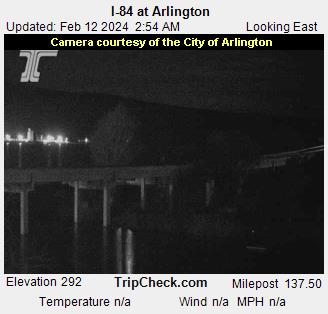 I-84 at Arlington
Updated: Feb 12 2024 2:54 AM Looking East
Camera courtesy of the City of Arlington
Elevation 292 TripCheck.com Milepost 137.50
Temperature n/a Wind n/a MPH n/a